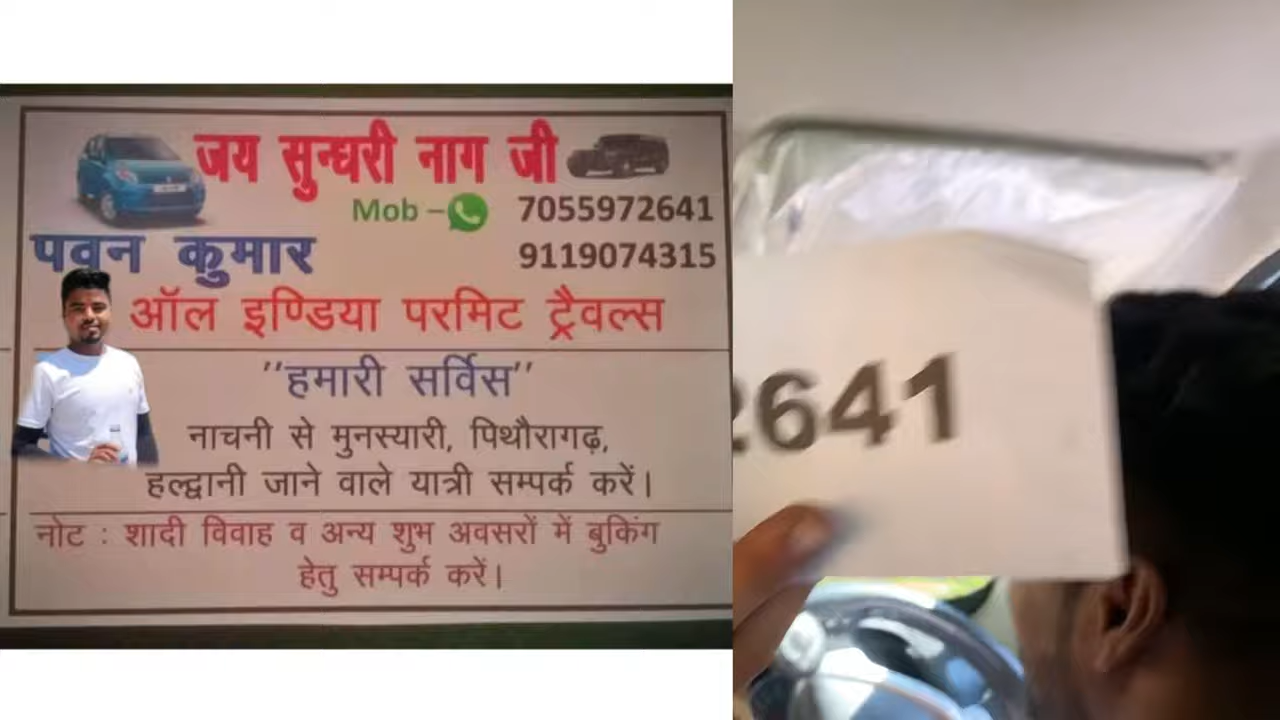 जय सुन्धरी नाग जी
Mob – 7055972641
9119074315
पवन कुमार
ऑल इण्डिया परमिट ट्रैवल्स
''हमारी सर्विस''
नाचनी से मुनस्यारी, पिथौरागढ़,
हल्द्वानी जाने वाले यात्री सम्पर्क करें।
नोट : शादी विवाह व अन्य शुभ अवसरों में बुकिंग
हेतु सम्पर्क करें।
2641